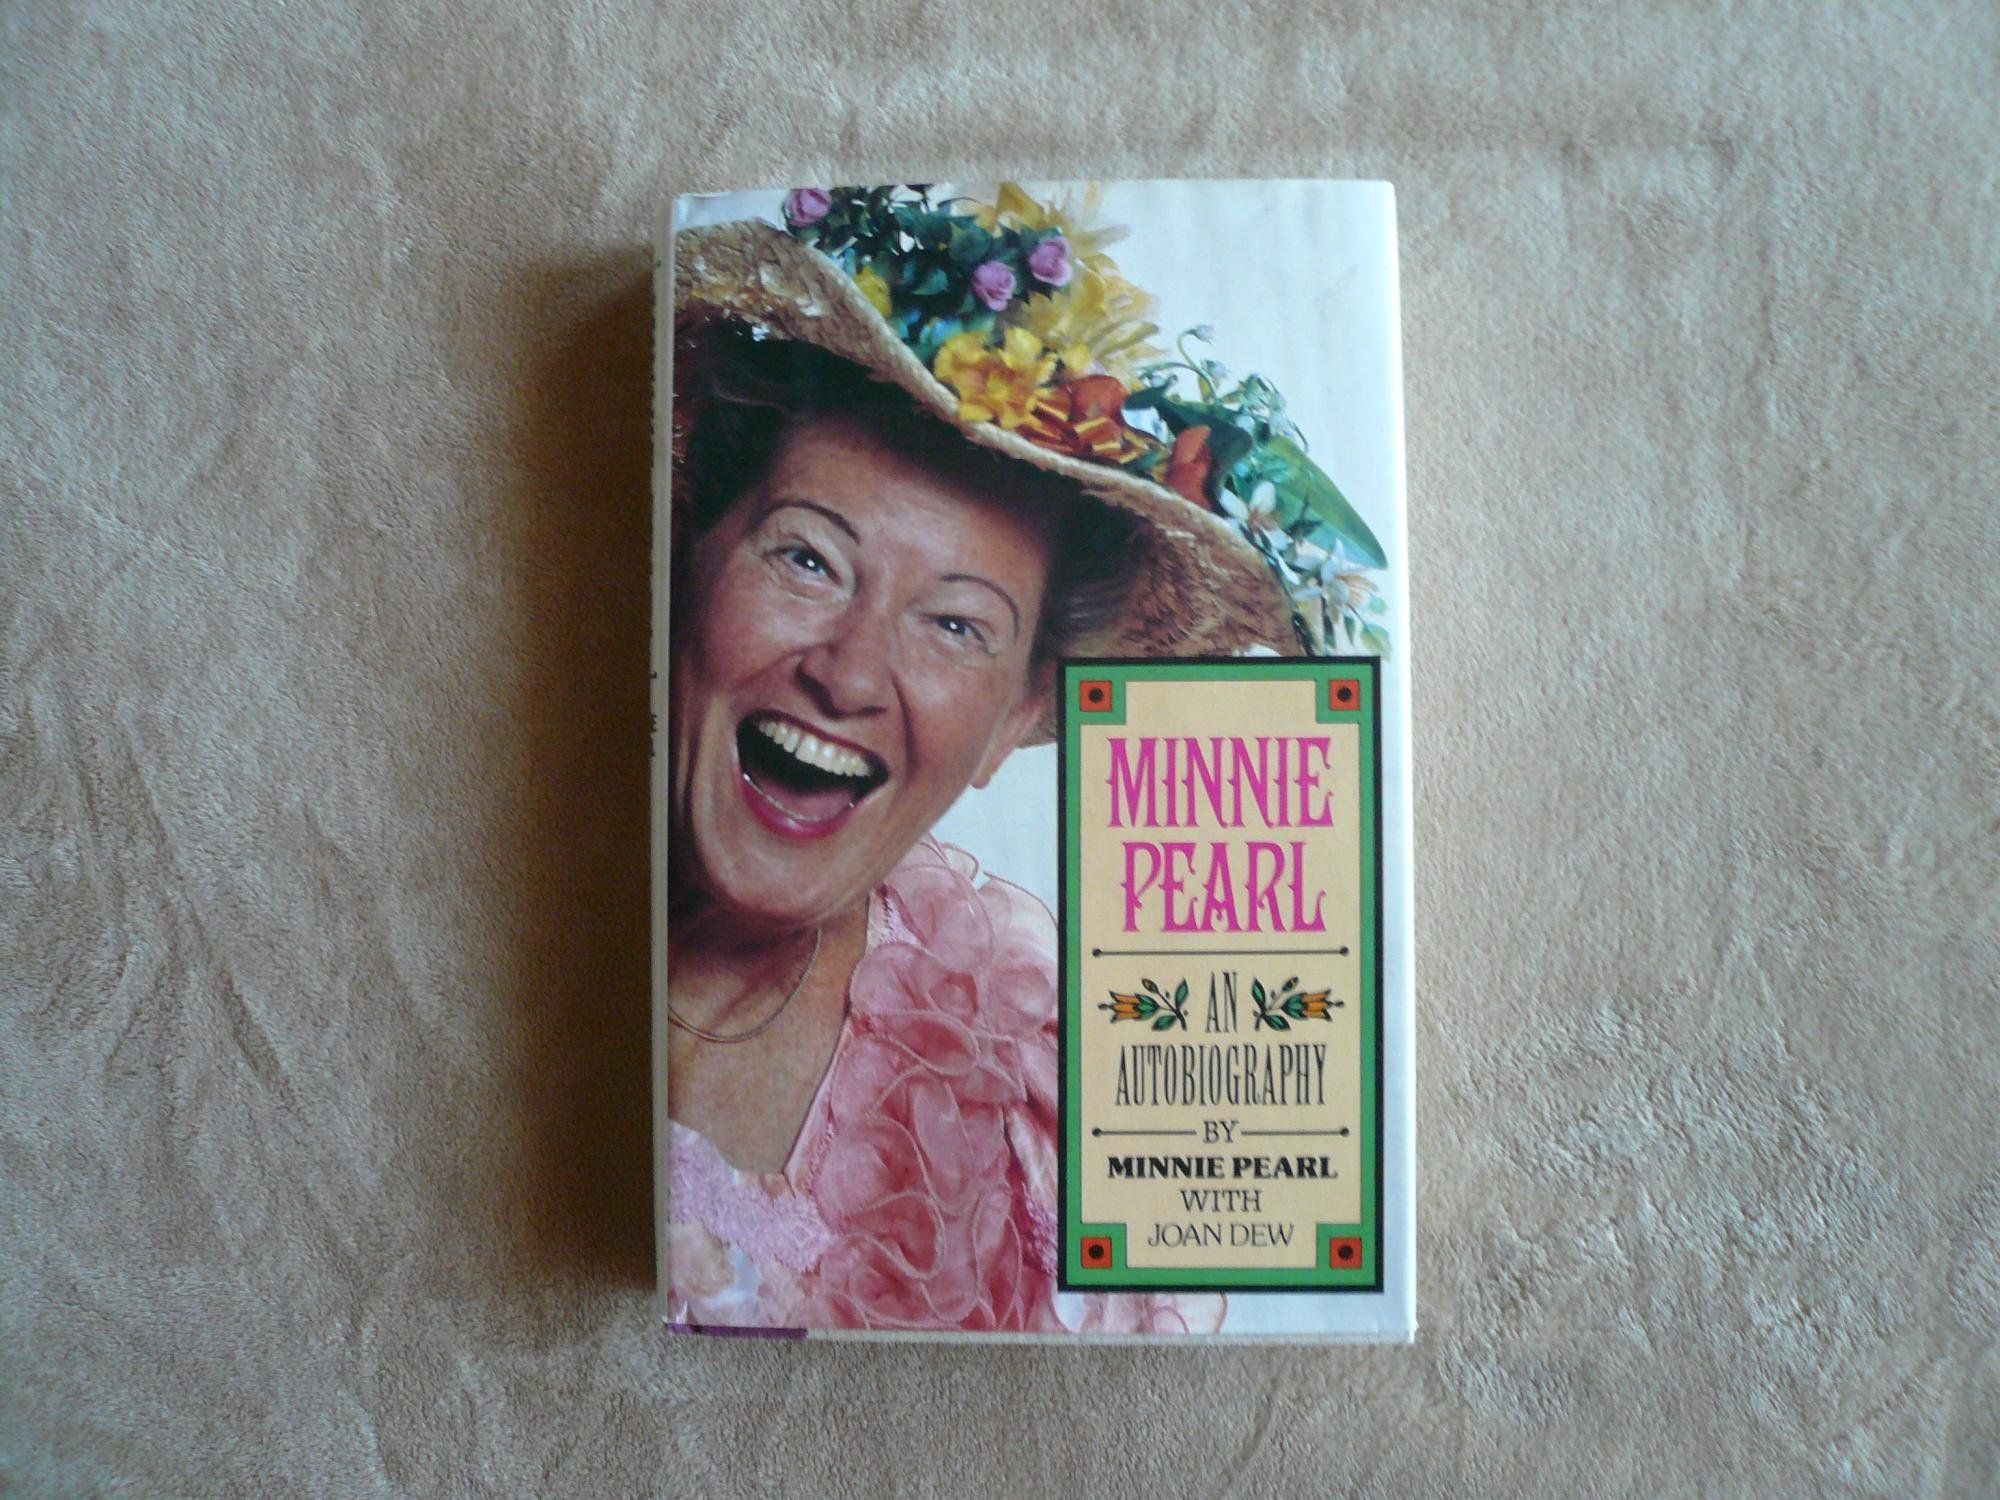 MINNIE
PEARL
AN
AUTOBIOGRAPHY
BY
MINNIE PEARL
WITH
JOAN DEW